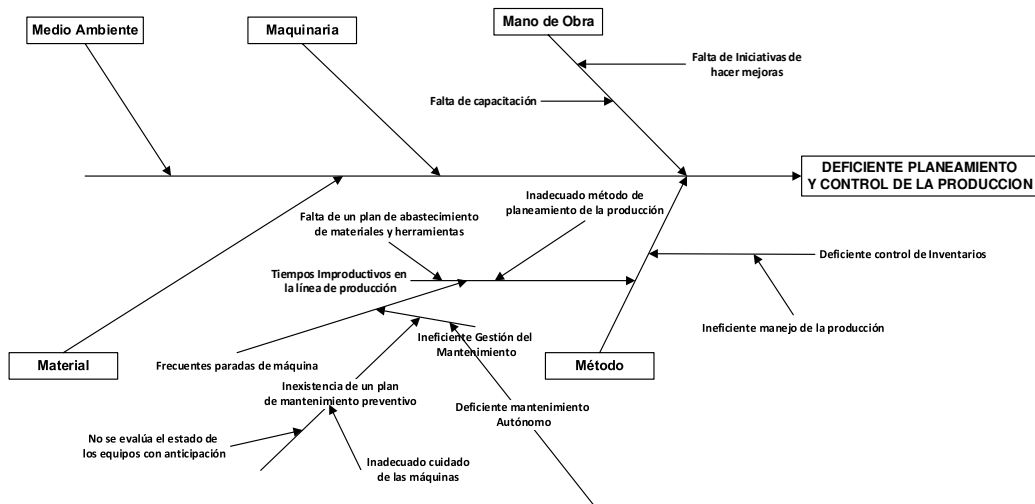 Medio Ambiente
Maquinaria
Mano de Obra
Falta de Iniciativas de
hacer mejoras
Falta de capacitación
DEFICIENTE PLANEAMIENTO
Y CONTROL DE LA PRODUCCION
Inadecuado método de
planeamiento de la producción
Falta de un plan de abastecimiento
de materiales y herramientas
Deficiente control de Inventarios
Tiempos Improductivos en
la línea de producción
Ineficiente manejo de la producción
Ineficiente Gestión del
Mantenimiento
Material
Frecuentes paradas de máquina
Método
Inexistencia de un plan
de mantenimiento preventivo
Deficiente mantenimiento
Autónomo
No se evalúa el estado de
los equipos con anticipación
Inadecuado cuidado
de las máquinas